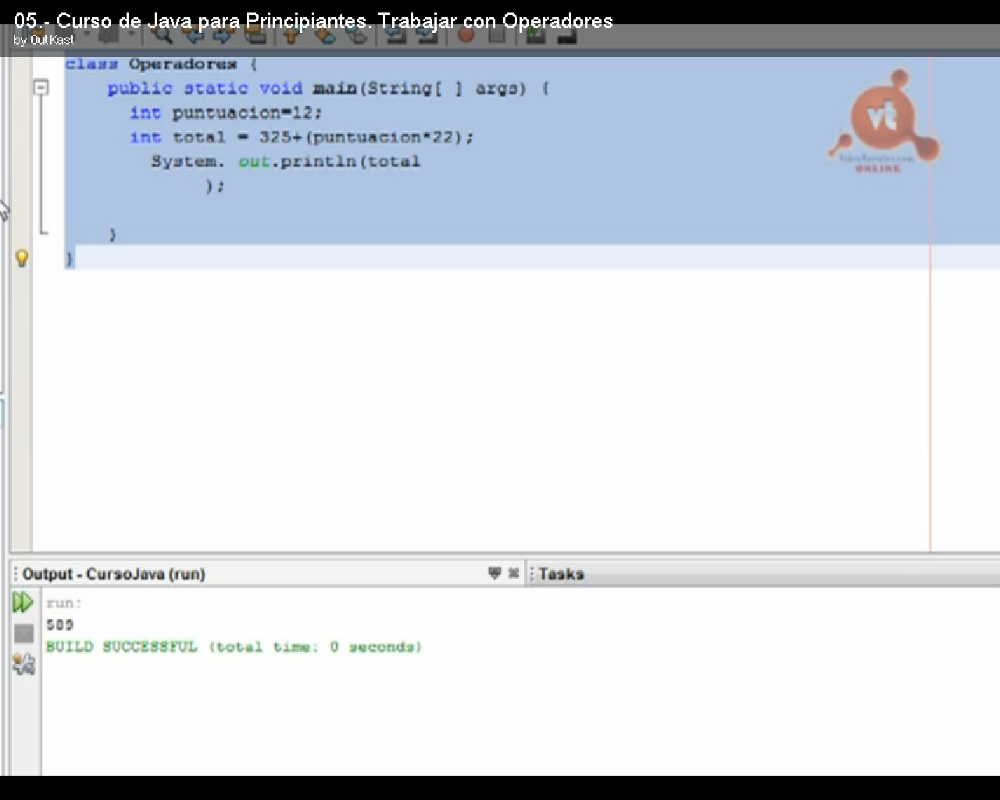 05.- Curso de Java para Principiantes. Trabajar con Operadores
by OutKast
class Operadores {
public static void main(String[ ] args) {
int puntuacion=12;
int total = 325+(puntuacion*22);
System. out.println(total
);
}
}
vt
ONLINE
Output - CursoJava (run)
Tasks
run:
589
BUILD SUCCESSFUL (total time: 0 seconds)